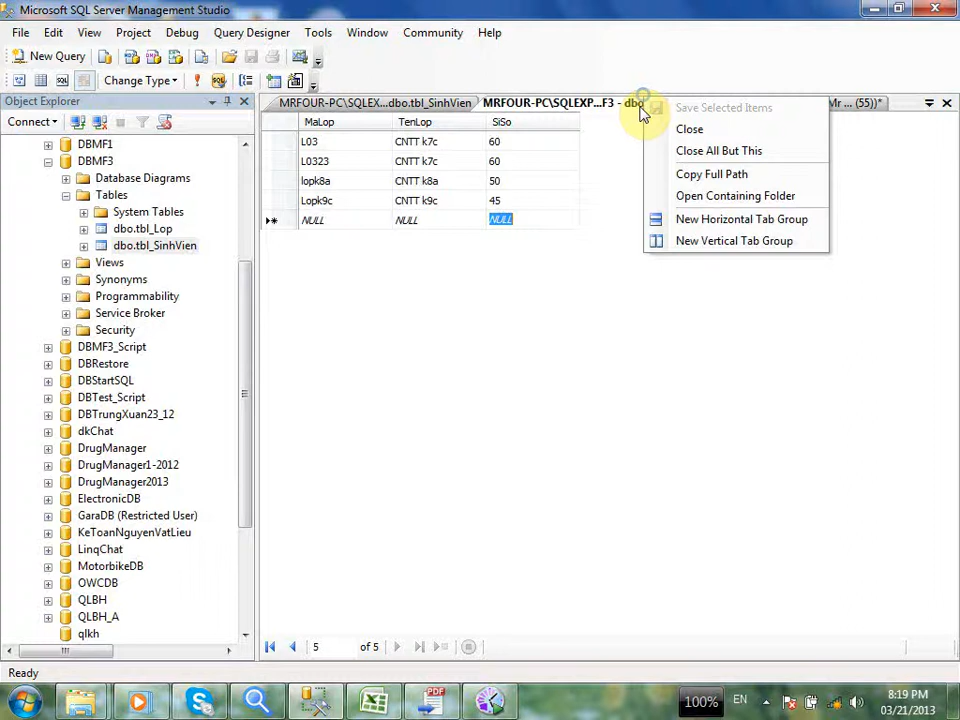 Microsoft SQL Server Management Studio
File Edit View Project Debug Query Designer Tools Window Community Help
New Query
Change Type
Object Explorer
MRFOUR-PC\SQLEX...dbo.tbl_SinhVien
MRFOUR-PC\SQLEXP...F3 - dbo
Mr ... (55))*
Connect
DBMF1
DBMF3
Database Diagrams
Tables
System Tables
dbo.tbl_Lop
dbo.tbl_SinhVien
Views
Synonyms
Programmability
Service Broker
Security
DBMF3_Script
DBRestore
DBStartSQL
DBTest_Script
DBTrungXuan23_12
dkChat
DrugManager
DrugManager1-2012
DrugManager2013
ElectronicDB
GaraDB (Restricted User)
KeToanNguyenVatLieu
LinqChat
MotorbikeDB
OWCDB
QLBH
QLBH_A
qlkh
MaLop TenLop SiSo
L03 CNTT k7c 60
L0323 CNTT k7c 60
lopk8a CNTT k8a 50
Lopk9c CNTT k9c 45
NULL NULL NULL
Save Selected Items
Close
Close All But This
Copy Full Path
Open Containing Folder
New Horizontal Tab Group
New Vertical Tab Group
5 of 5
Ready
PDF
100%
EN
8:19 PM
03/21/2013